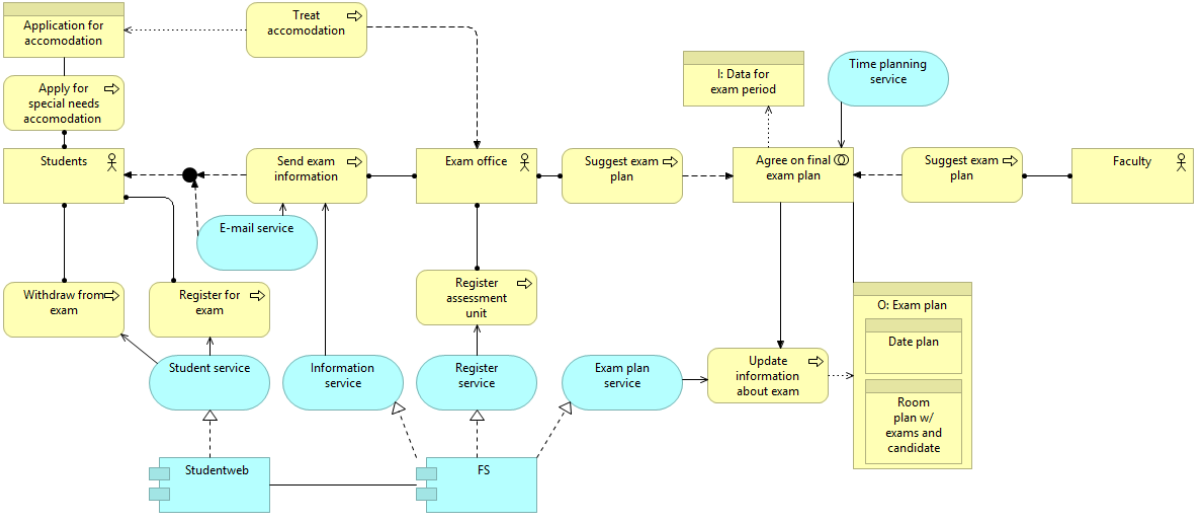 Application for
accomodation
Treat
accomodation
I: Data for
exam period
Time planning
service
Apply for
special needs
accomodation
Students
Send exam
information
Exam office
Suggest exam
plan
Agree on final
exam plan
Suggest exam
plan
Faculty
E-mail service
Withdraw from
exam
Register for
exam
Register
assessment
unit
O: Exam plan
Date plan
Room
plan w/
exams and
candidate
Student service
Information
service
Register
service
Exam plan
service
Update
information
about exam
Studentweb
FS